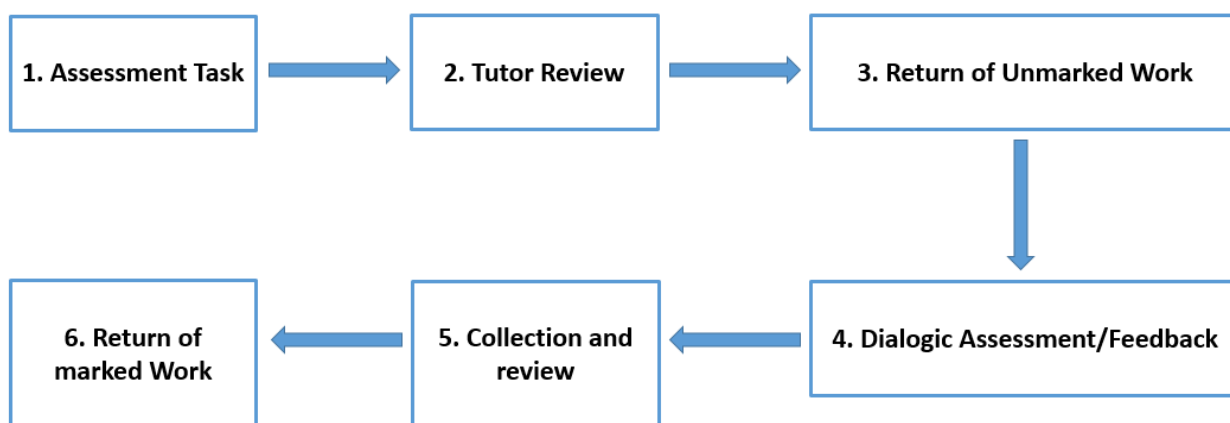 1. Assessment Task
2. Tutor Review
3. Return of Unmarked Work
4. Dialogic Assessment/Feedback
5. Collection and
review
6. Return of
marked Work